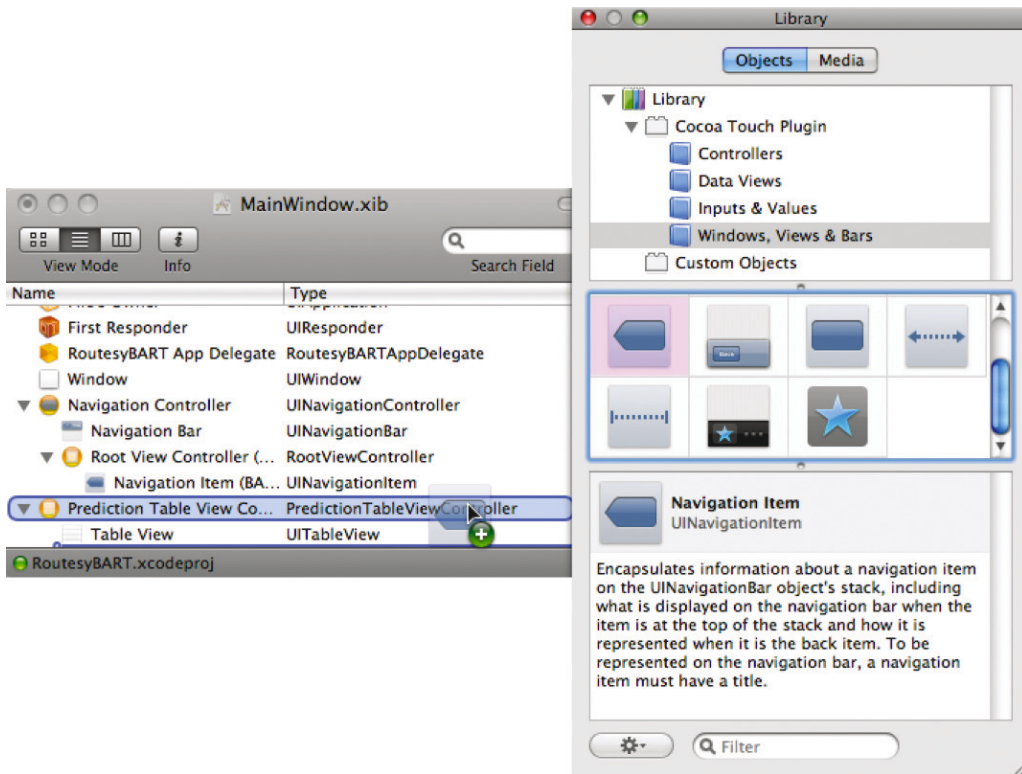 Library
Objects Media
Library
Cocoa Touch Plugin
Controllers
Data Views
Inputs & Values
Windows, Views & Bars
Custom Objects
MainWindow.xib
View Mode Info Search Field
Name Type
First Responder UIResponder
RoutesyBART App Delegate RoutesyBARTAppDelegate
Window UIWindow
Navigation Controller UINavigationController
Navigation Bar UINavigationBar
Root View Controller (... RootViewController
Navigation Item (BA... UINavigationItem
Prediction Table View Co... PredictionTableViewController
Table View UITableView
RoutesyBART.xcodeproj
Navigation Item
UINavigationItem
Encapsulates information about a navigation item
on the UINavigationBar object's stack, including
what is displayed on the navigation bar when the
item is at the top of the stack and how it is
represented when it is the back item. To be
represented on the navigation bar, a navigation
item must have a title.
Filter